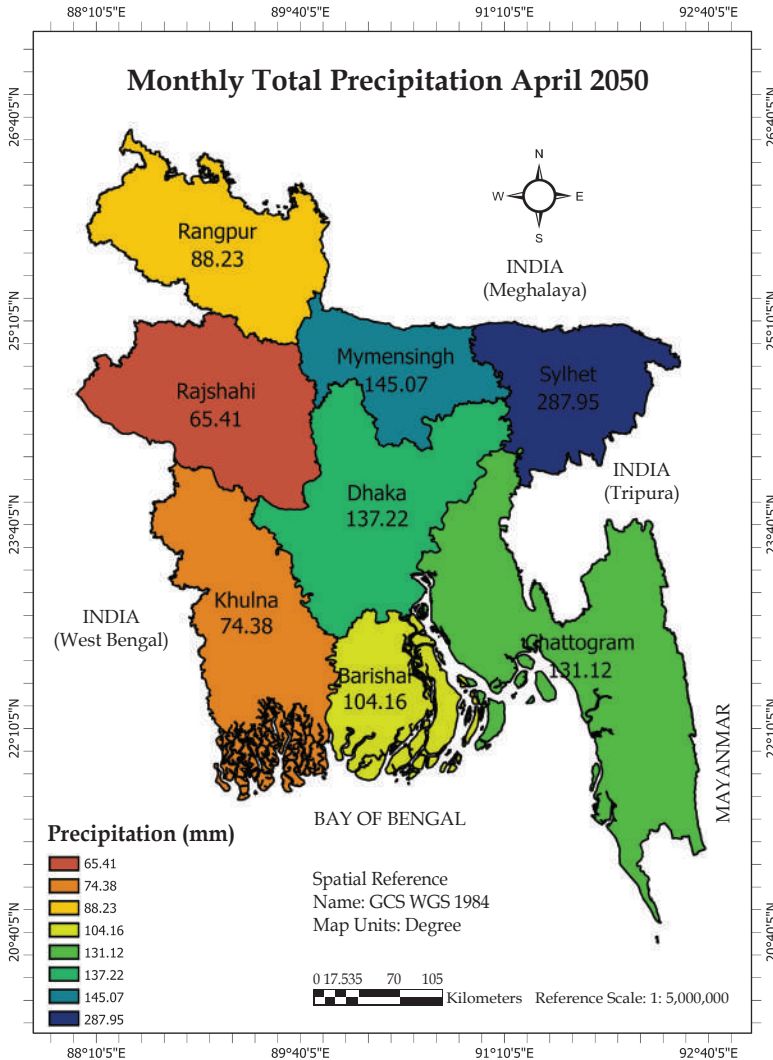 88°10'5"E 89°40'5"E 91°10'5"E 92°40'5"E
Monthly Total Precipitation April 2050
26°40'5"N 26°40'5"N
N
W E
S
Rangpur
88.23
INDIA
(Meghalaya)
25°10'5"N 25°10'5"N
Mymensingh
145.07
Sylhet
287.95
Rajshahi
65.41
INDIA
(Tripura)
Dhaka
137.22
23°40'5"N 23°40'5"N
Khulna
74.38
INDIA
(West Bengal)
Chattogram
131.12
Barishal
104.16
22°10'5"N 22°10'5"N
MAYANMAR
BAY OF BENGAL
Precipitation (mm)
65.41
74.38
88.23
104.16
131.12
137.22
145.07
287.95
Spatial Reference
Name: GCS WGS 1984
Map Units: Degree
20°40'5"N 20°40'5"N
0 17.535 70 105
Kilometers Reference Scale: 1: 5,000,000
88°10'5"E 89°40'5"E 91°10'5"E 92°40'5"E